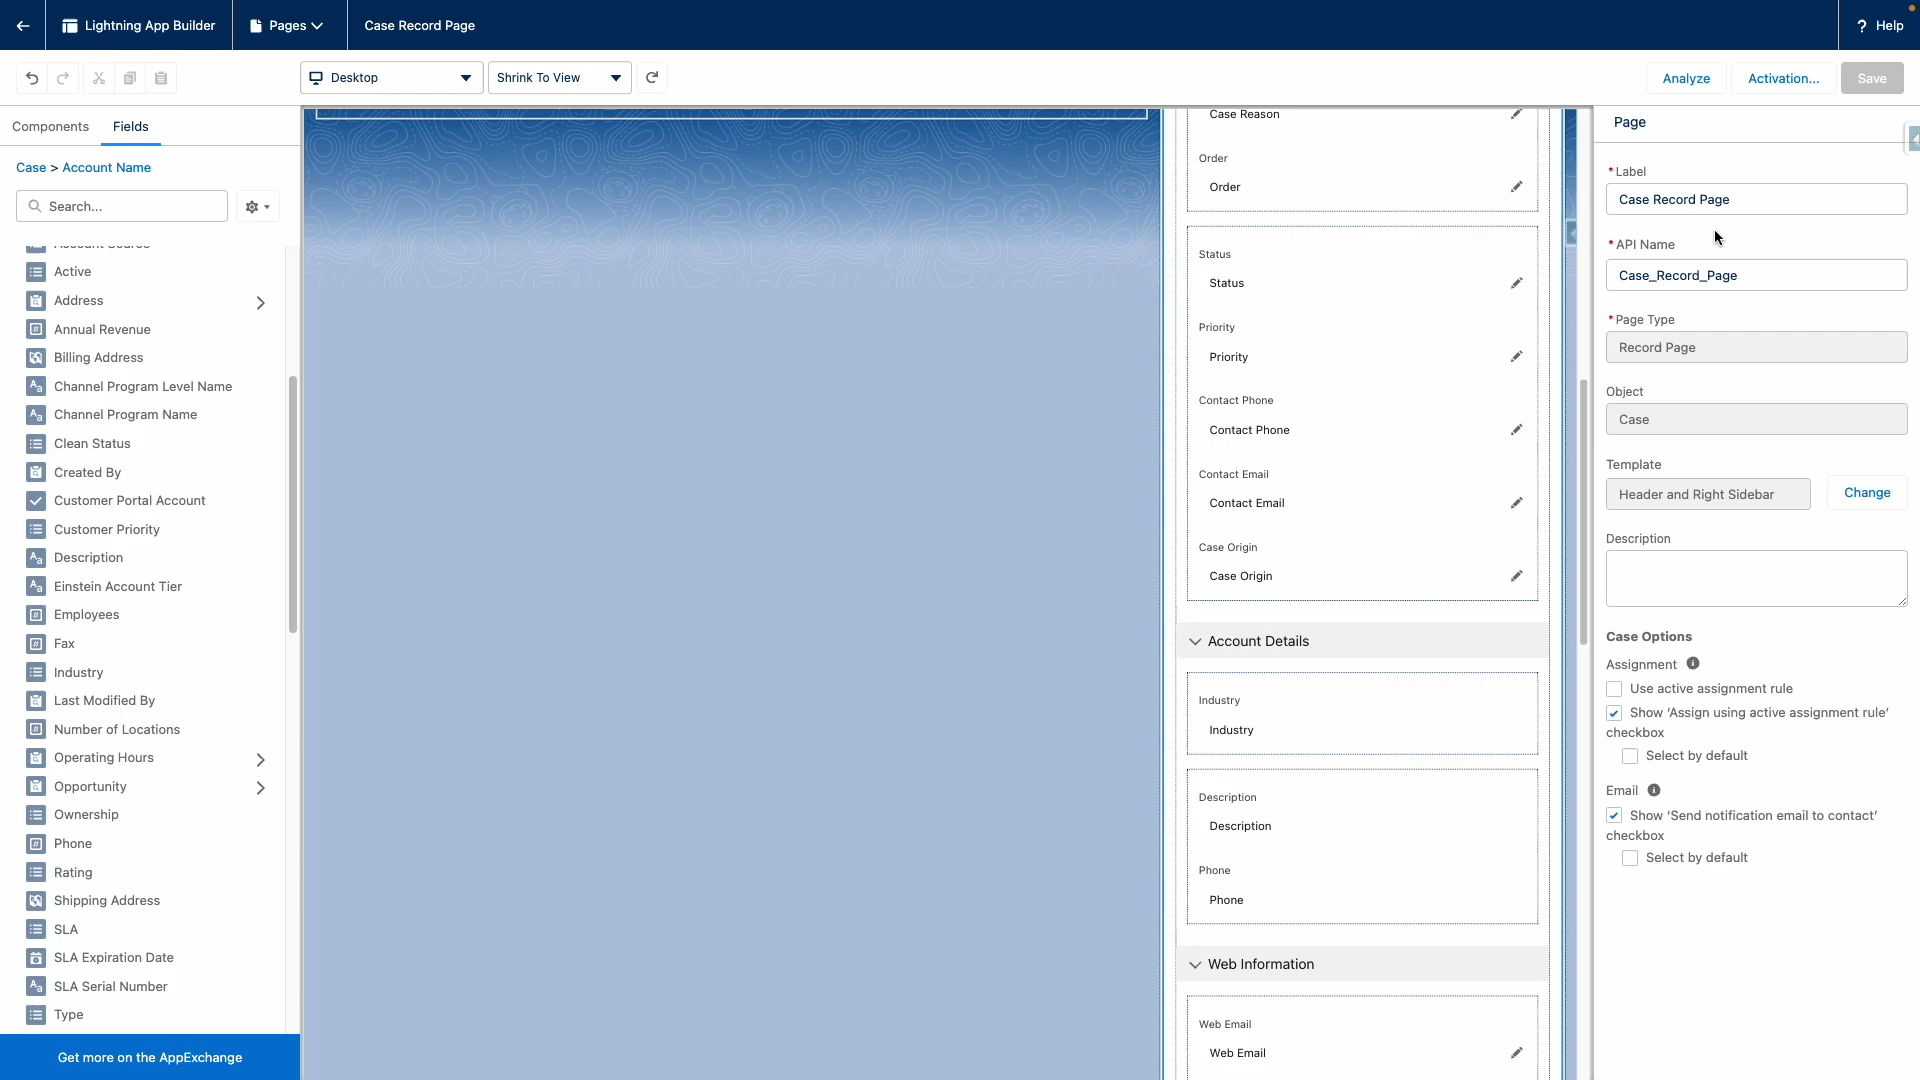 Lightning App Builder
Pages
Case Record Page
? Help
Desktop
Shrink To View
Analyze
Activation...
Save
Components
Fields
Case > Account Name
Search...
Account Source
Active
Address
Annual Revenue
Billing Address
Channel Program Level Name
Channel Program Name
Clean Status
Created By
Customer Portal Account
Customer Priority
Description
Einstein Account Tier
Employees
Fax
Industry
Last Modified By
Number of Locations
Operating Hours
Opportunity
Ownership
Phone
Rating
Shipping Address
SLA
SLA Expiration Date
SLA Serial Number
Type
Get more on the AppExchange
Case Reason
Order
Order
Status
Status
Priority
Priority
Contact Phone
Contact Phone
Contact Email
Contact Email
Case Origin
Case Origin
Account Details
Industry
Industry
Description
Description
Phone
Phone
Web Information
Web Email
Web Email
Page
* Label
Case Record Page
* API Name
Case_Record_Page
* Page Type
Record Page
Object
Case
Template
Header and Right Sidebar
Change
Description
Case Options
Assignment
Use active assignment rule
Show 'Assign using active assignment rule'
checkbox
Select by default
Email
Show 'Send notification email to contact'
checkbox
Select by default